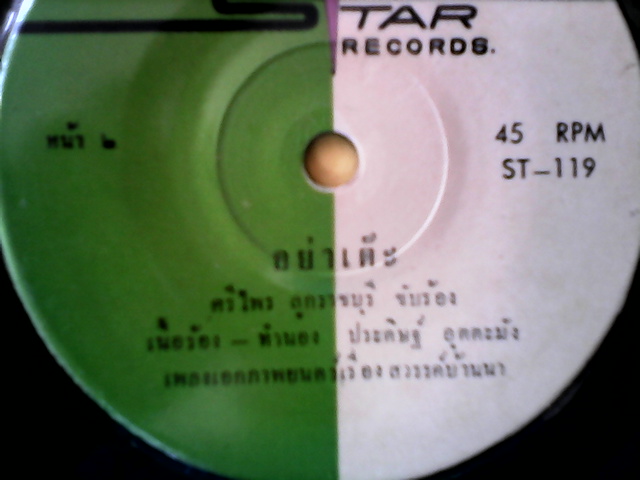 STAR
RECORDS.
หน้า ๒
45 RPM
ST-119
อย่าเต๊ะ
ศรีไพร ลูกราชบุรี ขับร้อง
เนื้อร้อง - ทำนอง ประดิษฐ์ อุตตะมัง
เพลงเอกภาพยนตร์เรื่อง สวรรค์บ้านนา